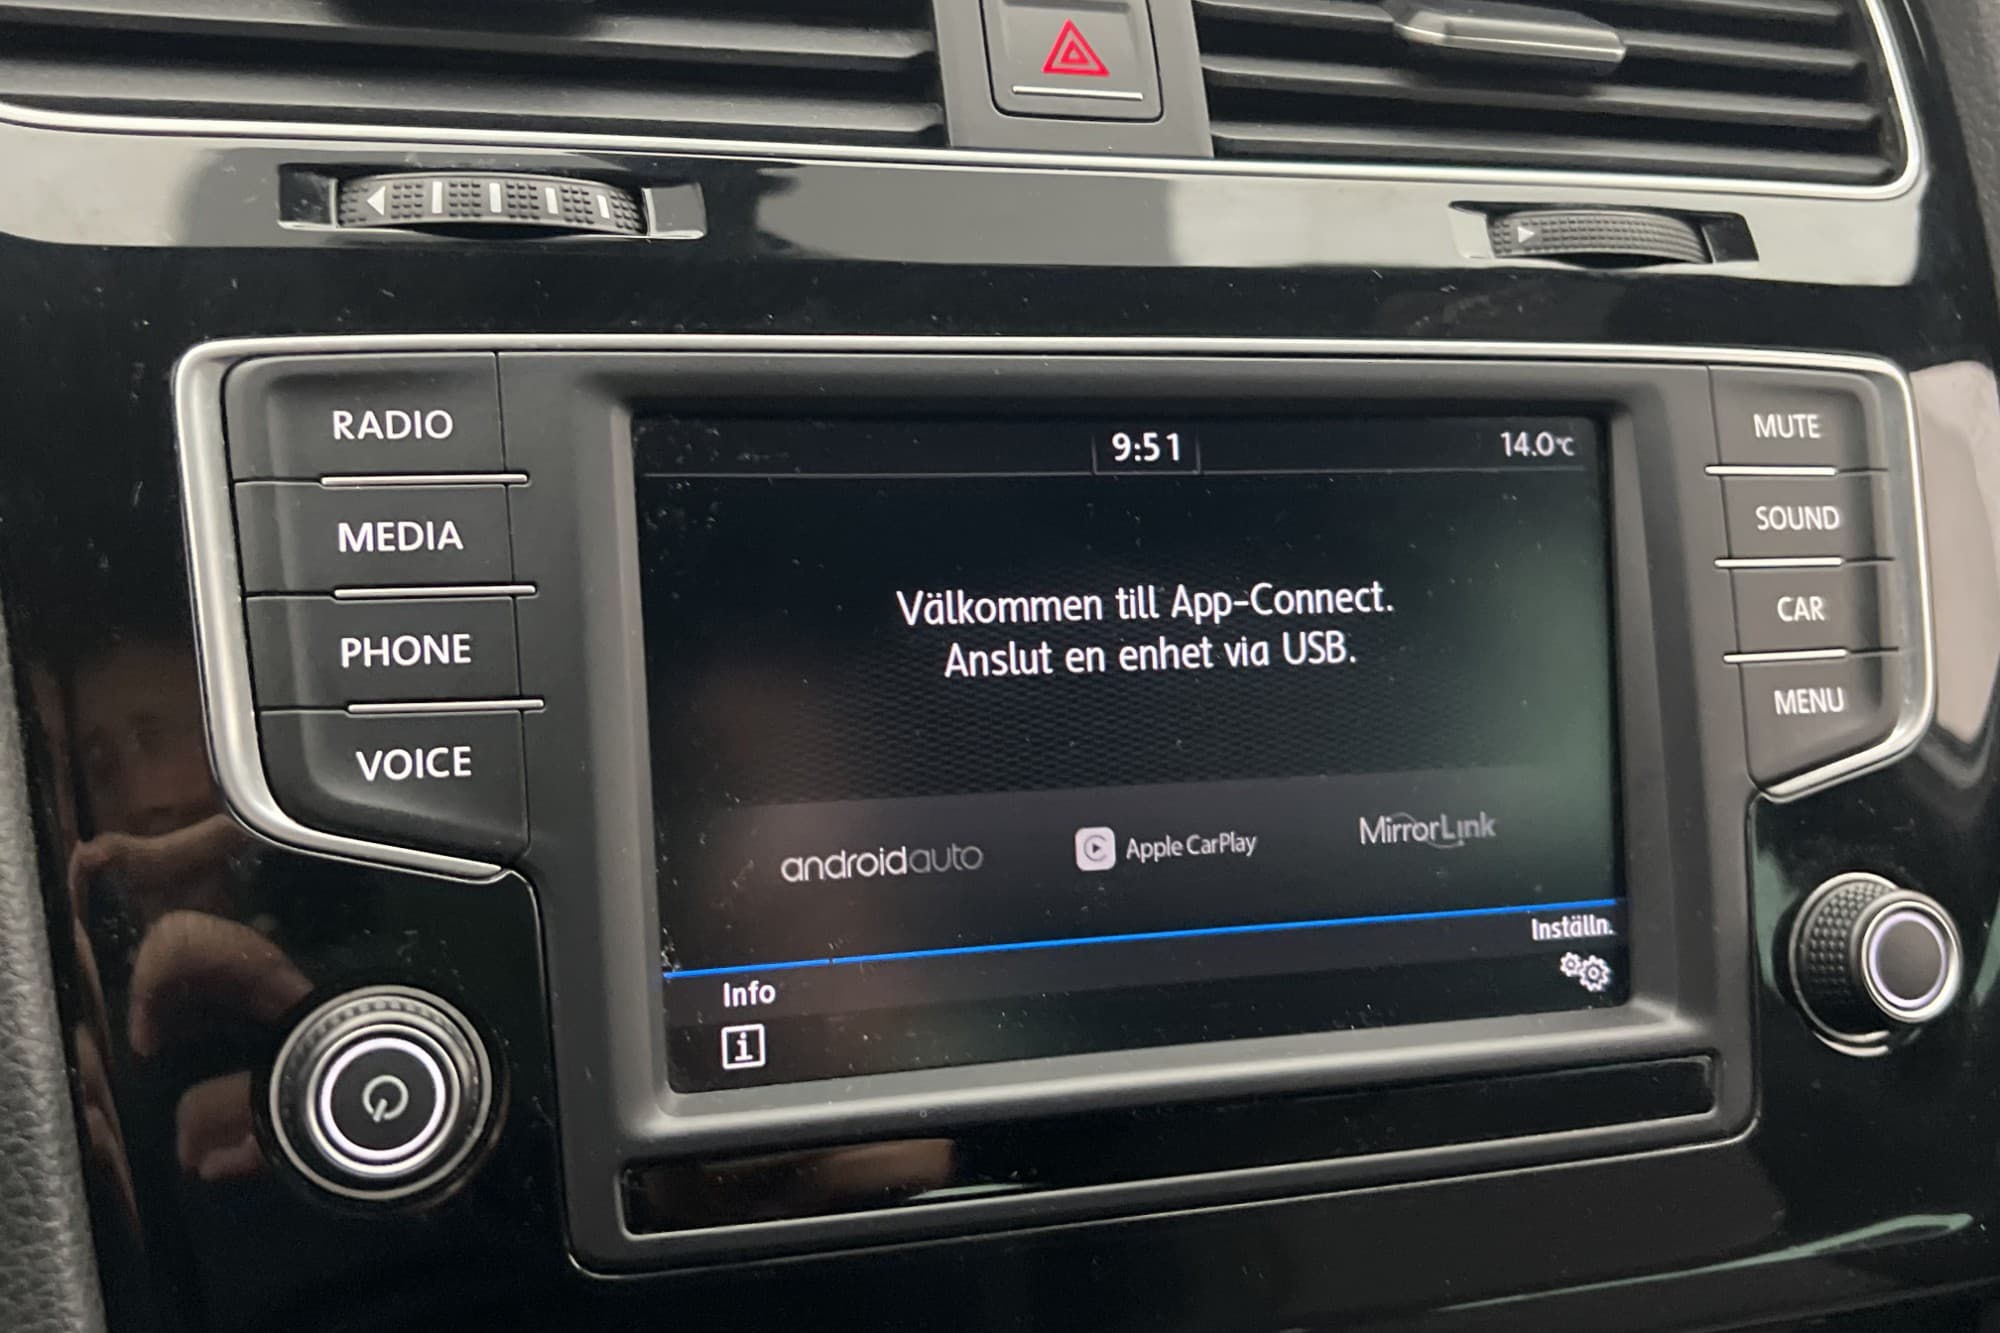 RADIO
MEDIA
PHONE
VOICE
9:51
14.0°C
Välkommen till App-Connect.
Anslut en enhet via USB.
androidauto
Apple CarPlay
MirrorLink
Info
i
Inställn.
MUTE
SOUND
CAR
MENU